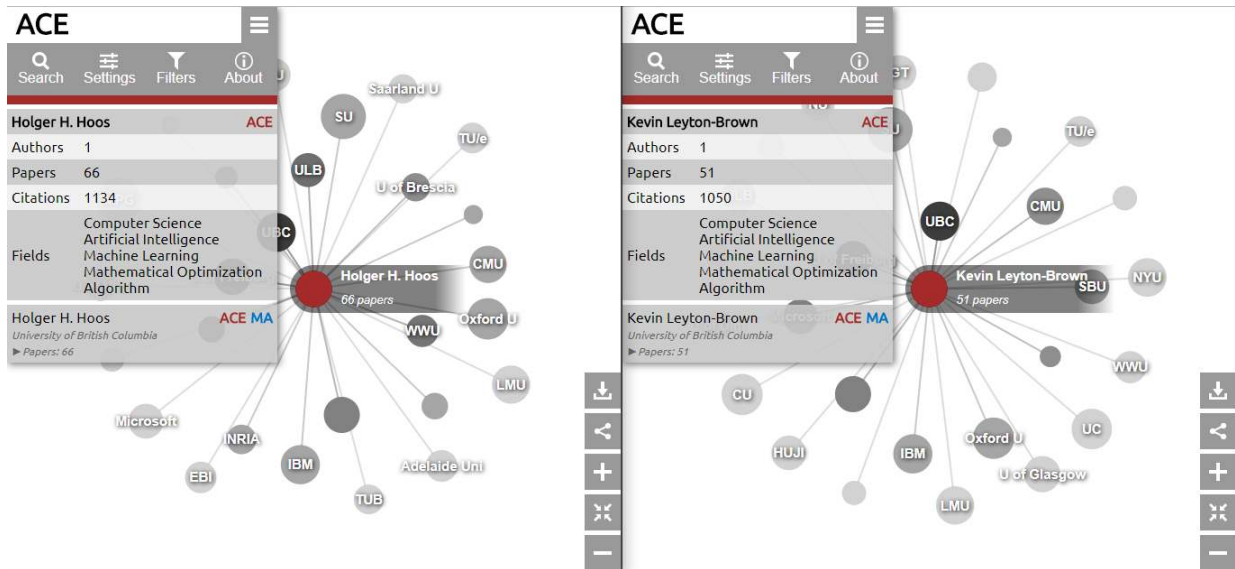 ACE
Search Settings Filters About
Holger H. Hoos ACE
Authors 1
Papers 66
Citations 1134
Fields
Computer Science
Artificial Intelligence
Machine Learning
Mathematical Optimization
Algorithm
Holger H. Hoos ACE MA
University of British Columbia
▶ Papers: 66
Saarland U
SU
TU/e
ULB
U of Brescia
UBC
CMU
Holger H. Hoos
66 papers
Oxford U
WWU
LMU
Microsoft
INRIA
IBM
Adelaide Uni
EBI
TUB
ACE
Search Settings Filters About
Kevin Leyton-Brown ACE
Authors 1
Papers 51
Citations 1050
Fields
Computer Science
Artificial Intelligence
Machine Learning
Mathematical Optimization
Algorithm
Kevin Leyton-Brown ACE MA
University of British Columbia
▶ Papers: 51
GT
TU/e
UBC
CMU
Kevin Leyton-Brown
51 papers
SBU
NYU
WWU
CU
UC
Oxford U
HUJI
IBM
U of Glasgow
LMU